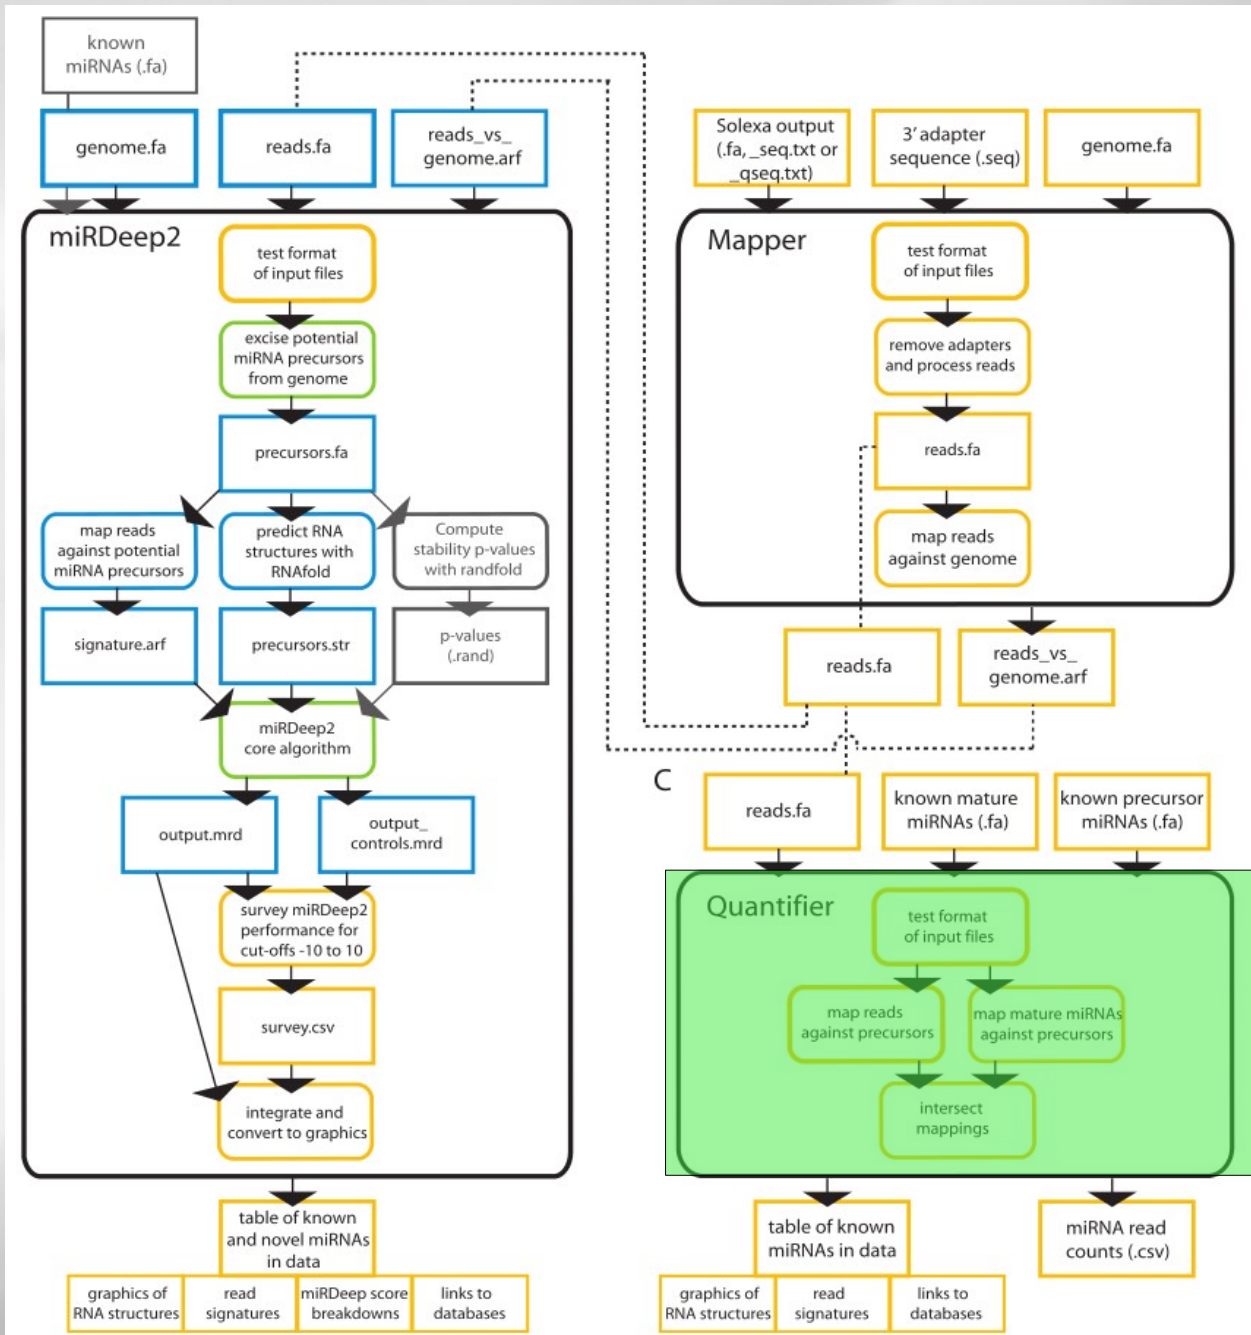 known
miRNAs (.fa)
genome.fa
reads.fa
reads_vs_
genome.arf
miRDeep2
test format
of input files
excise potential
miRNA precursors
from genome
precursors.fa
map reads
against potential
miRNA precursors
predict RNA
structures with
RNAfold
Compute
stability p-values
with randfold
signature.arf
precursors.str
p-values
(.rand)
miRDeep2
core algorithm
output.mrd
output_
controls.mrd
survey miRDeep2
performance for
cut-offs -10 to 10
survey.csv
integrate and
convert to graphics
table of known
and novel miRNAs
in data
graphics of
RNA structures
read
signatures
miRDeep score
breakdowns
links to
databases
Solexa output
(.fa, _seq.txt or
_qseq.txt)
3' adapter
sequence (.seq)
genome.fa
Mapper
test format
of input files
remove adapters
and process reads
reads.fa
map reads
against genome
reads.fa
reads_vs_
genome.arf
C
reads.fa
known mature
miRNAs (.fa)
known precursor
miRNAs (.fa)
Quantifier
test format
of input files
map reads
against precursors
map mature miRNAs
against precursors
intersect
mappings
table of known
miRNAs in data
miRNA read
counts (.csv)
graphics of
RNA structures
read
signatures
links to
databases